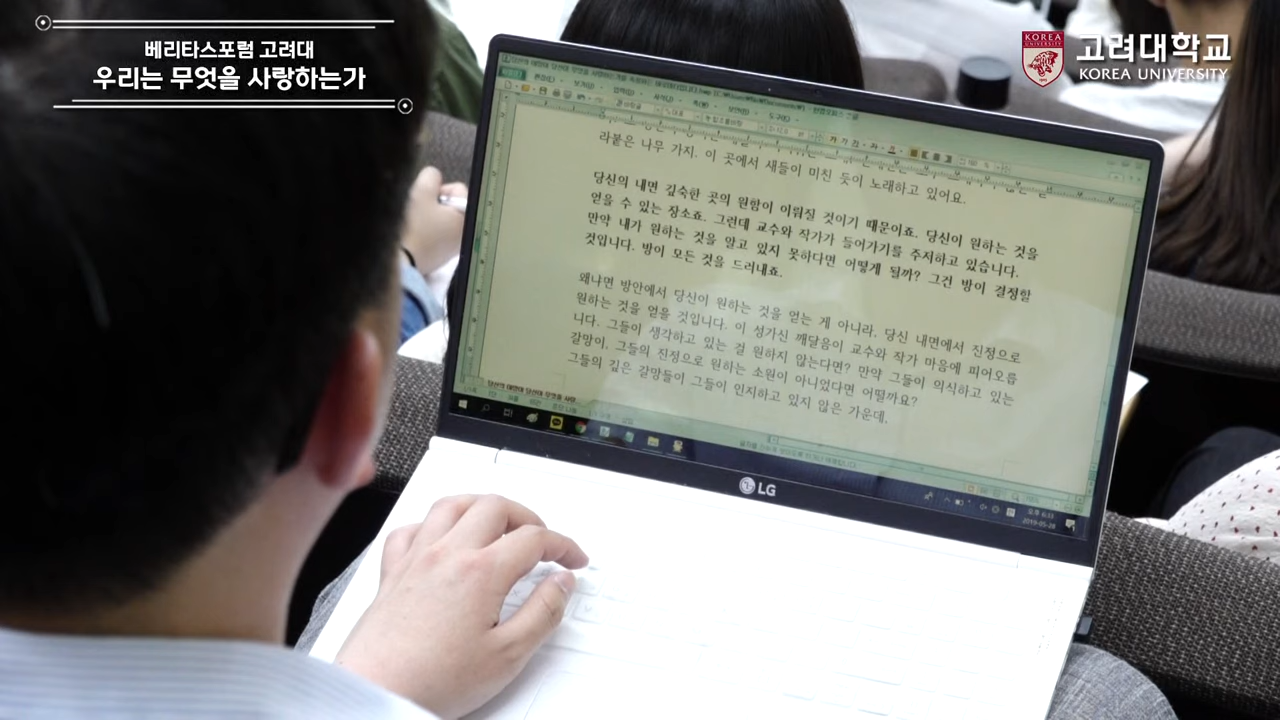 베리타스포럼 고려대
우리는 무엇을 사랑하는가
KOREA
UNIVERSITY
고려대학교
KOREA UNIVERSITY
라붙은 나무 가지. 이 곳에서 새들이 미친 듯이 노래하고 있어요.
당신의 내면 깊숙한 곳의 원함이 이뤄질 것이기 때문이죠. 당신이 원하는 것을
얻을 수 있는 장소죠. 그런데 교수와 작가가 들어가기를 주저하고 있습니다.
만약 내가 원하는 것을 알고 있지 못하다면 어떻게 될까? 그건 방이 결정할
것입니다. 방이 모든 것을 드러내죠.
왜냐면 방안에서 당신이 원하는 것을 얻는 게 아니라. 당신 내면에서 진정으로
원하는 것을 얻을 것입니다. 이 성가신 깨달음이 교수와 작가 마음에 피어오릅
니다. 그들이 생각하고 있는 걸 원하지 않는다면? 만약 그들이 의식하고 있는
갈망이. 그들의 진정으로 원하는 소원이 아니었다면 어떨까요?
그들의 깊은 갈망들이 그들이 인지하고 있지 않은 가운데,
LG
오후 6:33
2019-05-28